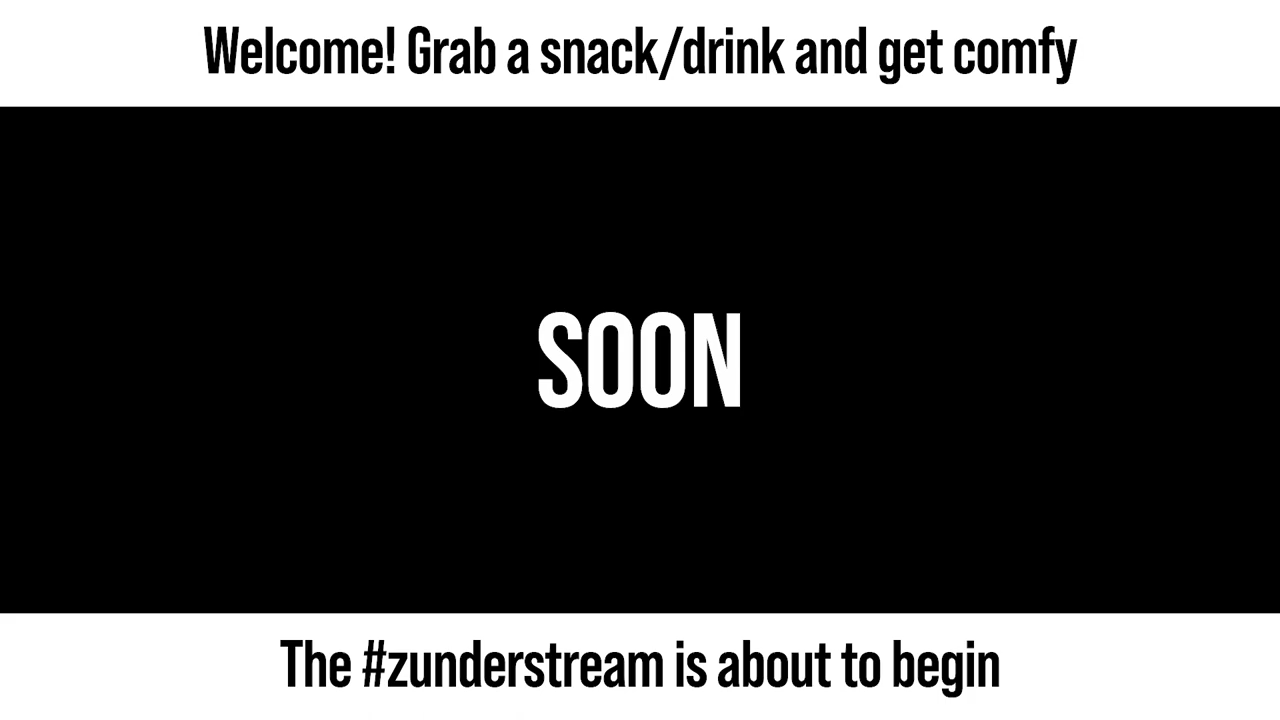 Welcome! Grab a snack/drink and get comfy
SOON
The #zunderstream is about to begin